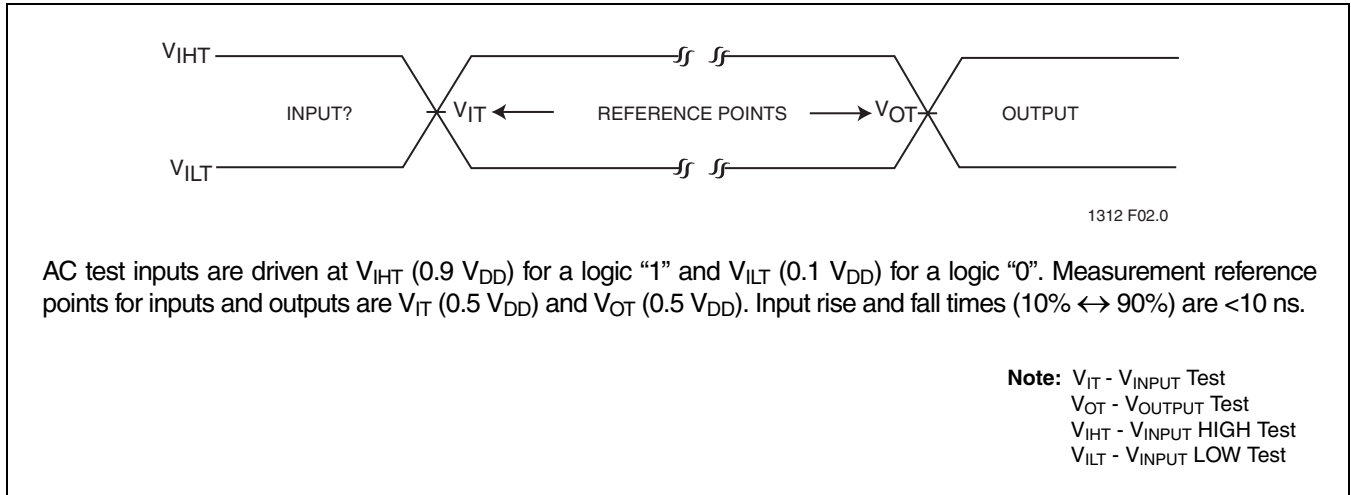 VIHT
INPUT? VIT REFERENCE POINTS VOT OUTPUT
VILT
1312 F02.0
AC test inputs are driven at VIHT (0.9 VDD) for a logic “1” and VILT (0.1 VDD) for a logic “0”. Measurement reference
points for inputs and outputs are VIT (0.5 VDD) and VOT (0.5 VDD). Input rise and fall times (10% ↔ 90%) are <10 ns.
Note: VIT - VINPUT Test
VOT - VOUTPUT Test
VIHT - VINPUT HIGH Test
VILT - VINPUT LOW Test